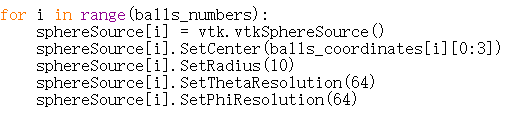 for i in range(balls_numbers):
    sphereSource[i] = vtk.vtkSphereSource()
    sphereSource[i].SetCenter(balls_coordinates[i][0:3])
    sphereSource[i].SetRadius(10)
    sphereSource[i].SetThetaResolution(64)
    sphereSource[i].SetPhiResolution(64)